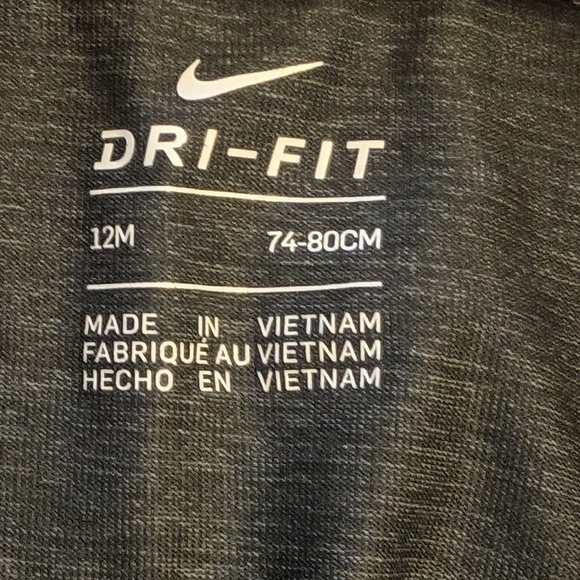 DRI-FIT
12M 74-80CM
MADE IN VIETNAM
FABRIQUÉ AU VIETNAM
HECHO EN VIETNAM